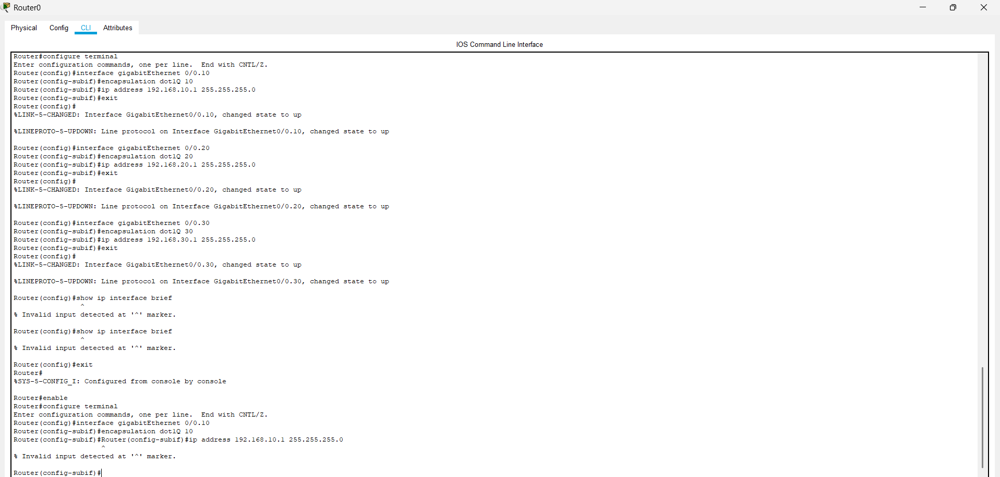 Router0
Physical Config CLI Attributes
IOS Command Line Interface
Router#configure terminal
Enter configuration commands, one per line.  End with CNTL/Z.
Router(config)#interface gigabitEthernet 0/0.10
Router(config-subif)#encapsulation dot1Q 10
Router(config-subif)#ip address 192.168.10.1 255.255.255.0
Router(config-subif)#exit
Router(config)#
%LINK-5-CHANGED: Interface GigabitEthernet0/0.10, changed state to up
%LINEPROTO-5-UPDOWN: Line protocol on Interface GigabitEthernet0/0.10, changed state to up
Router(config)#interface gigabitEthernet 0/0.20
Router(config-subif)#encapsulation dot1Q 20
Router(config-subif)#ip address 192.168.20.1 255.255.255.0
Router(config-subif)#exit
Router(config)#
%LINK-5-CHANGED: Interface GigabitEthernet0/0.20, changed state to up
%LINEPROTO-5-UPDOWN: Line protocol on Interface GigabitEthernet0/0.20, changed state to up
Router(config)#interface gigabitEthernet 0/0.30
Router(config-subif)#encapsulation dot1Q 30
Router(config-subif)#ip address 192.168.30.1 255.255.255.0
Router(config-subif)#exit
Router(config)#
%LINK-5-CHANGED: Interface GigabitEthernet0/0.30, changed state to up
%LINEPROTO-5-UPDOWN: Line protocol on Interface GigabitEthernet0/0.30, changed state to up
Router(config)#show ip interface brief
^
% Invalid input detected at '^' marker.
Router(config)#show ip interface brief
^
% Invalid input detected at '^' marker.
Router(config)#exit
Router#
%SYS-5-CONFIG_I: Configured from console by console
Router#enable
Router#configure terminal
Enter configuration commands, one per line.  End with CNTL/Z.
Router(config)#interface gigabitEthernet 0/0.10
Router(config-subif)#encapsulation dot1Q 10
Router(config-subif)#Router(config-subif)#ip address 192.168.10.1 255.255.255.0
^
% Invalid input detected at '^' marker.
Router(config-subif)#